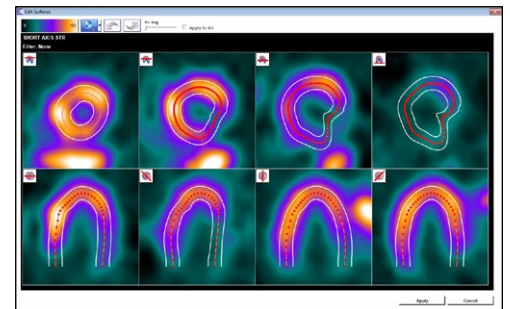 Edit Surfaces
Apply to All
SHORT AXIS STR
Filter: None
Apply
Cancel